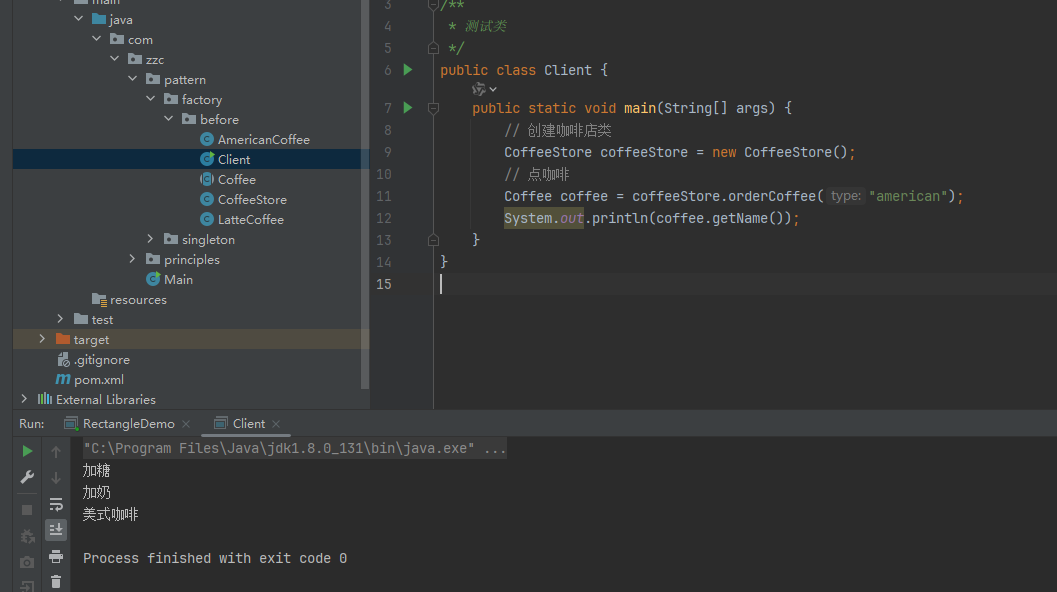 main
java
com
zzc
pattern
factory
before
AmericanCoffee
Client
Coffee
CoffeeStore
LatteCoffee
singleton
principles
Main
resources
test
target
.gitignore
pom.xml
External Libraries
3 /**
4 * 测试类
5 */
6 public class Client {
7 public static void main(String[] args) {
8 // 创建咖啡店类
9 CoffeeStore coffeeStore = new CoffeeStore();
10 // 点咖啡
11 Coffee coffee = coffeeStore.orderCoffee( type: "american");
12 System.out.println(coffee.getName());
13 }
14 }
15
Run: RectangleDemo Client
"C:\Program Files\Java\jdk1.8.0_131\bin\java.exe" ...
加糖
加奶
美式咖啡
Process finished with exit code 0